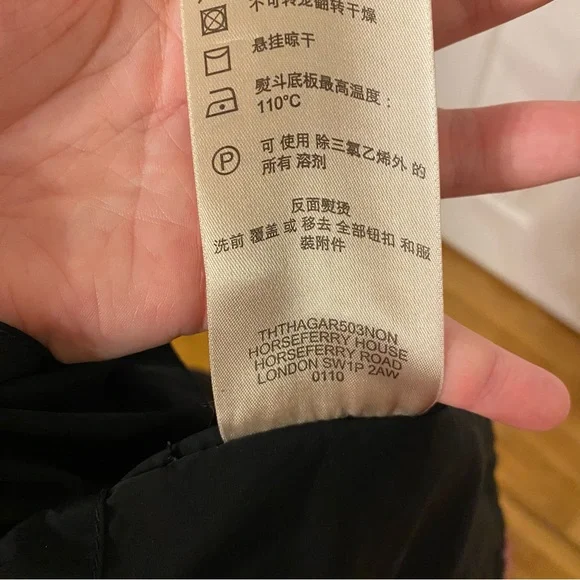 不可转笼翻转干燥
悬挂晾干
熨斗底板最高温度：
110°C
P
可 使用 除三氯乙烯外 的
所有 溶剂
反面熨烫
洗前 覆盖 或 移去 全部钮扣 和服
装附件
THTHAGAR503NON
HORSEFERRY HOUSE
HORSEFERRY ROAD
LONDON SW1P 2AW
0110